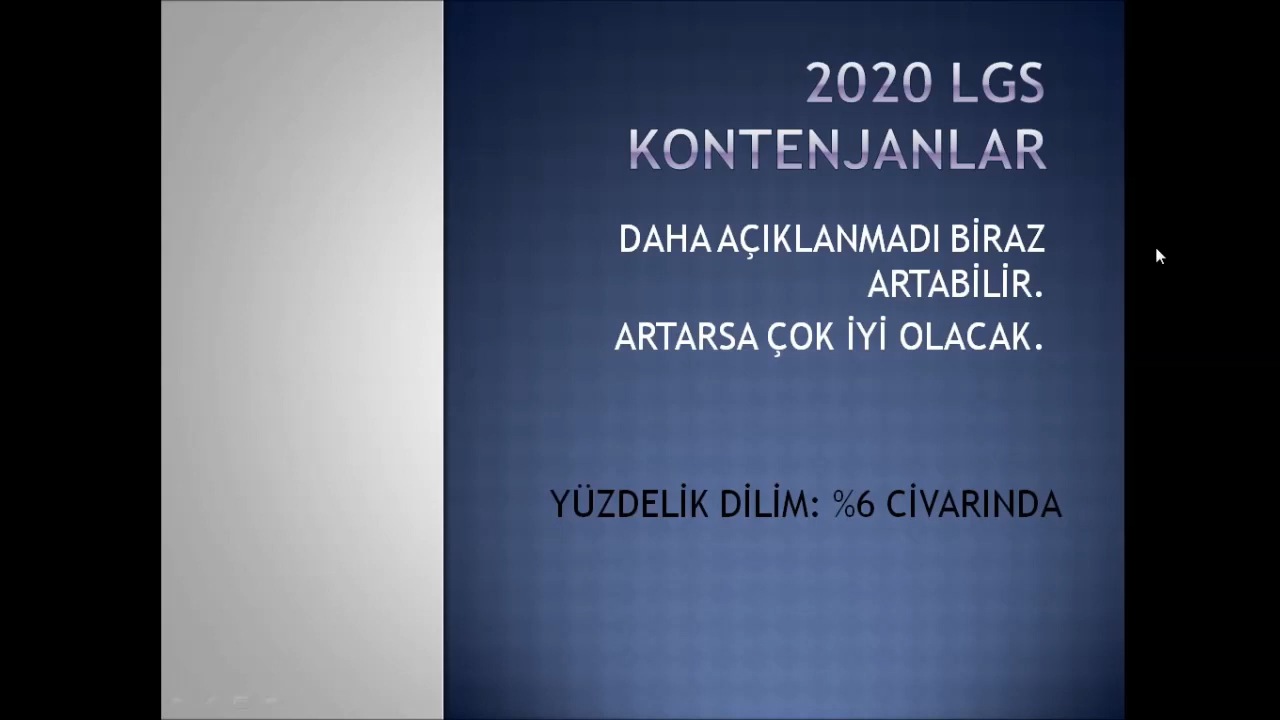 2020 LGS
KONTENJANLAR
DAHA AÇIKLANMADI BİRAZ
ARTABİLİR.
ARTARSA ÇOK İYİ OLACAK.
YÜZDELİK DİLİM: %6 CİVARINDA